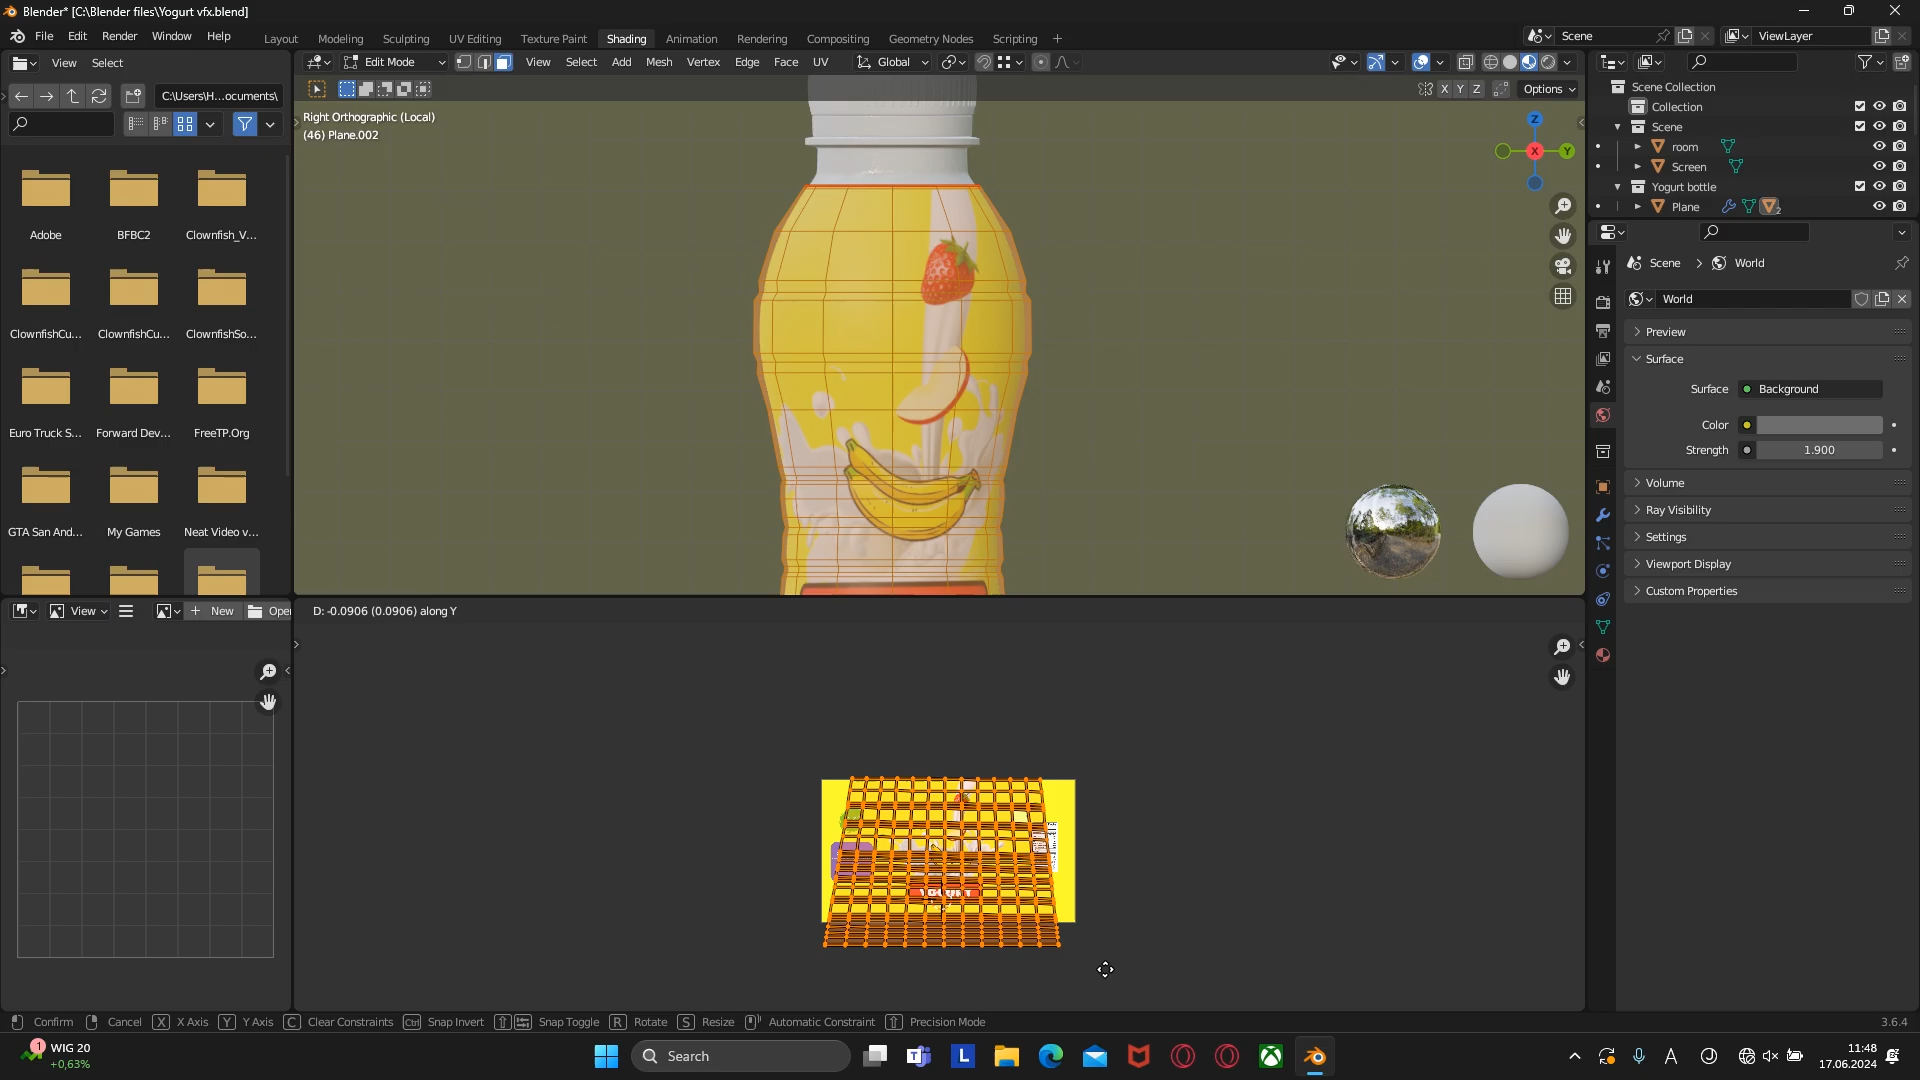 Blender* [C:\Blender files\Yogurt vfx.blend]
File Edit Render Window Help
Layout Modeling Sculpting UV Editing Texture Paint Shading Animation Rendering Compositing Geometry Nodes Scripting +
Scene
ViewLayer
View Select
Edit Mode
View Select Add Mesh Vertex Edge Face UV
Global
C:\Users\H...ocuments\
X Y Z
Options
Right Orthographic (Local)
(46) Plane.002
Z
X
Y
Adobe
BFBC2
Clownfish_V...
ClownfishCu...
ClownfishCu...
ClownfishSo...
Euro Truck S...
Forward Dev...
FreeTP.Org
GTA San And...
My Games
Neat Video v...
Scene Collection
Collection
Scene
room
Screen
Yogurt bottle
Plane
2
Scene > World
World
Preview
Surface
Surface Background
Color
Strength 1.900
Volume
Ray Visibility
Settings
Viewport Display
Custom Properties
View
+ New
Ope
D: -0.0906 (0.0906) along Y
Confirm Cancel X X Axis Y Y Axis C Clear Constraints Ctrl Snap Invert Snap Toggle R Rotate S Resize Automatic Constraint Precision Mode
3.6.4
1
WIG 20
+0,63%
Search
L
A
11:48
17.06.2024